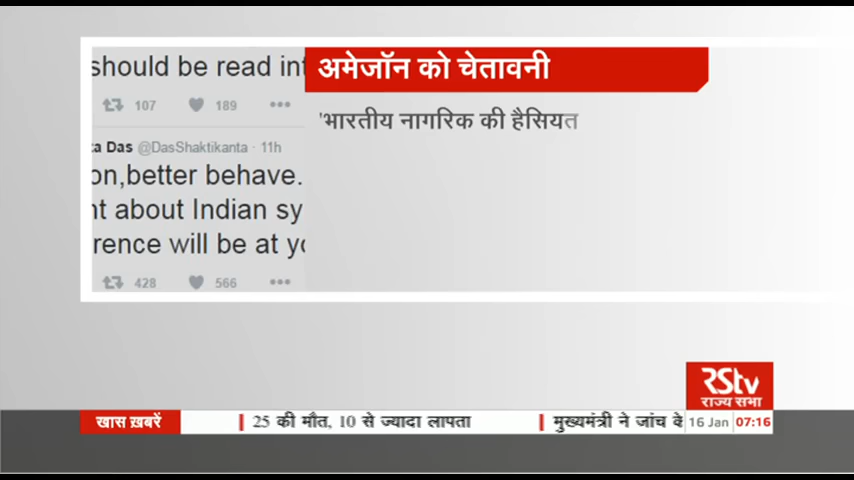 should be read int
107 189
अमेजॉन को चेतावनी
'भारतीय नागरिक की हैसियत
a Das @DasShaktikanta · 11h
on,better behave.
nt about Indian sy
rence will be at yo
428 566
RStv
राज्य सभा
खास ख़बरें
25 की मौत, 10 से ज्यादा लापता
मुख्यमंत्री ने जांच के
16 Jan 07:16